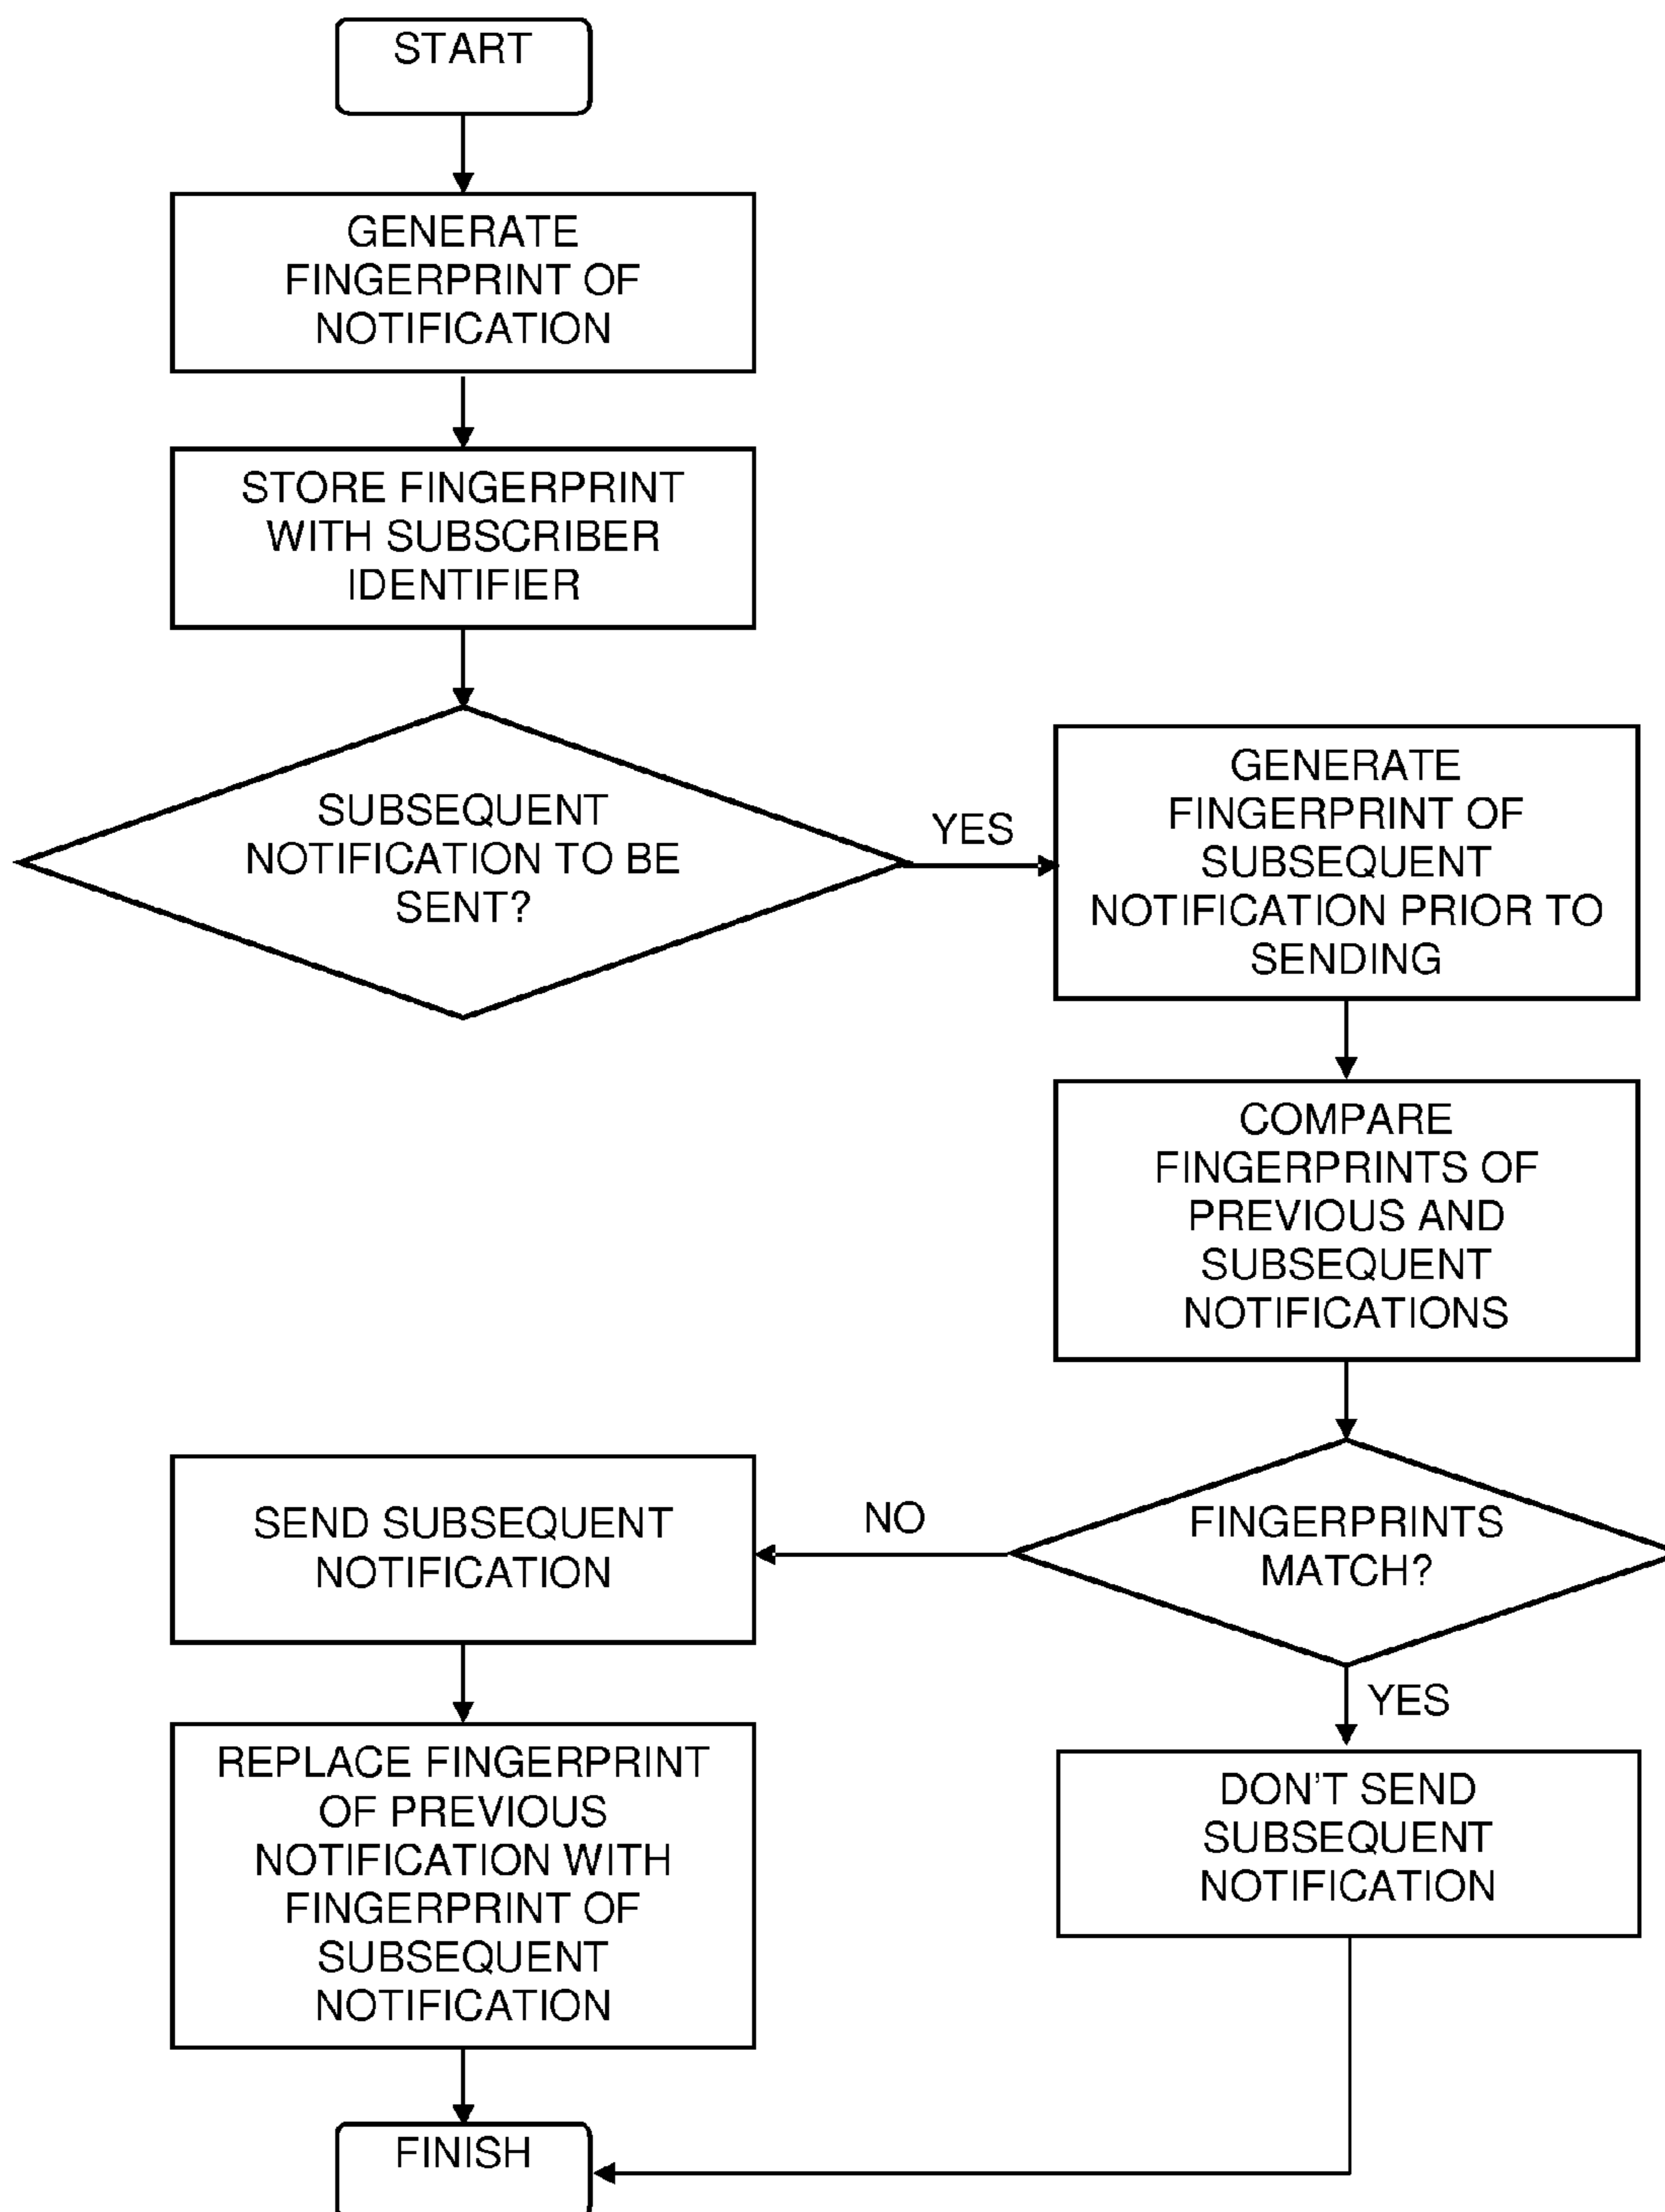 START
GENERATE
FINGERPRINT OF
NOTIFICATION
STORE FINGERPRINT
WITH SUBSCRIBER
IDENTIFIER
SUBSEQUENT
NOTIFICATION TO BE
SENT?
YES
GENERATE
FINGERPRINT OF
SUBSEQUENT
NOTIFICATION PRIOR TO
SENDING
COMPARE
FINGERPRINTS OF
PREVIOUS AND
SUBSEQUENT
NOTIFICATIONS
FINGERPRINTS
MATCH?
NO
SEND SUBSEQUENT
NOTIFICATION
REPLACE FINGERPRINT
OF PREVIOUS
NOTIFICATION WITH
FINGERPRINT OF
SUBSEQUENT
NOTIFICATION
YES
DON'T SEND
SUBSEQUENT
NOTIFICATION
FINISH